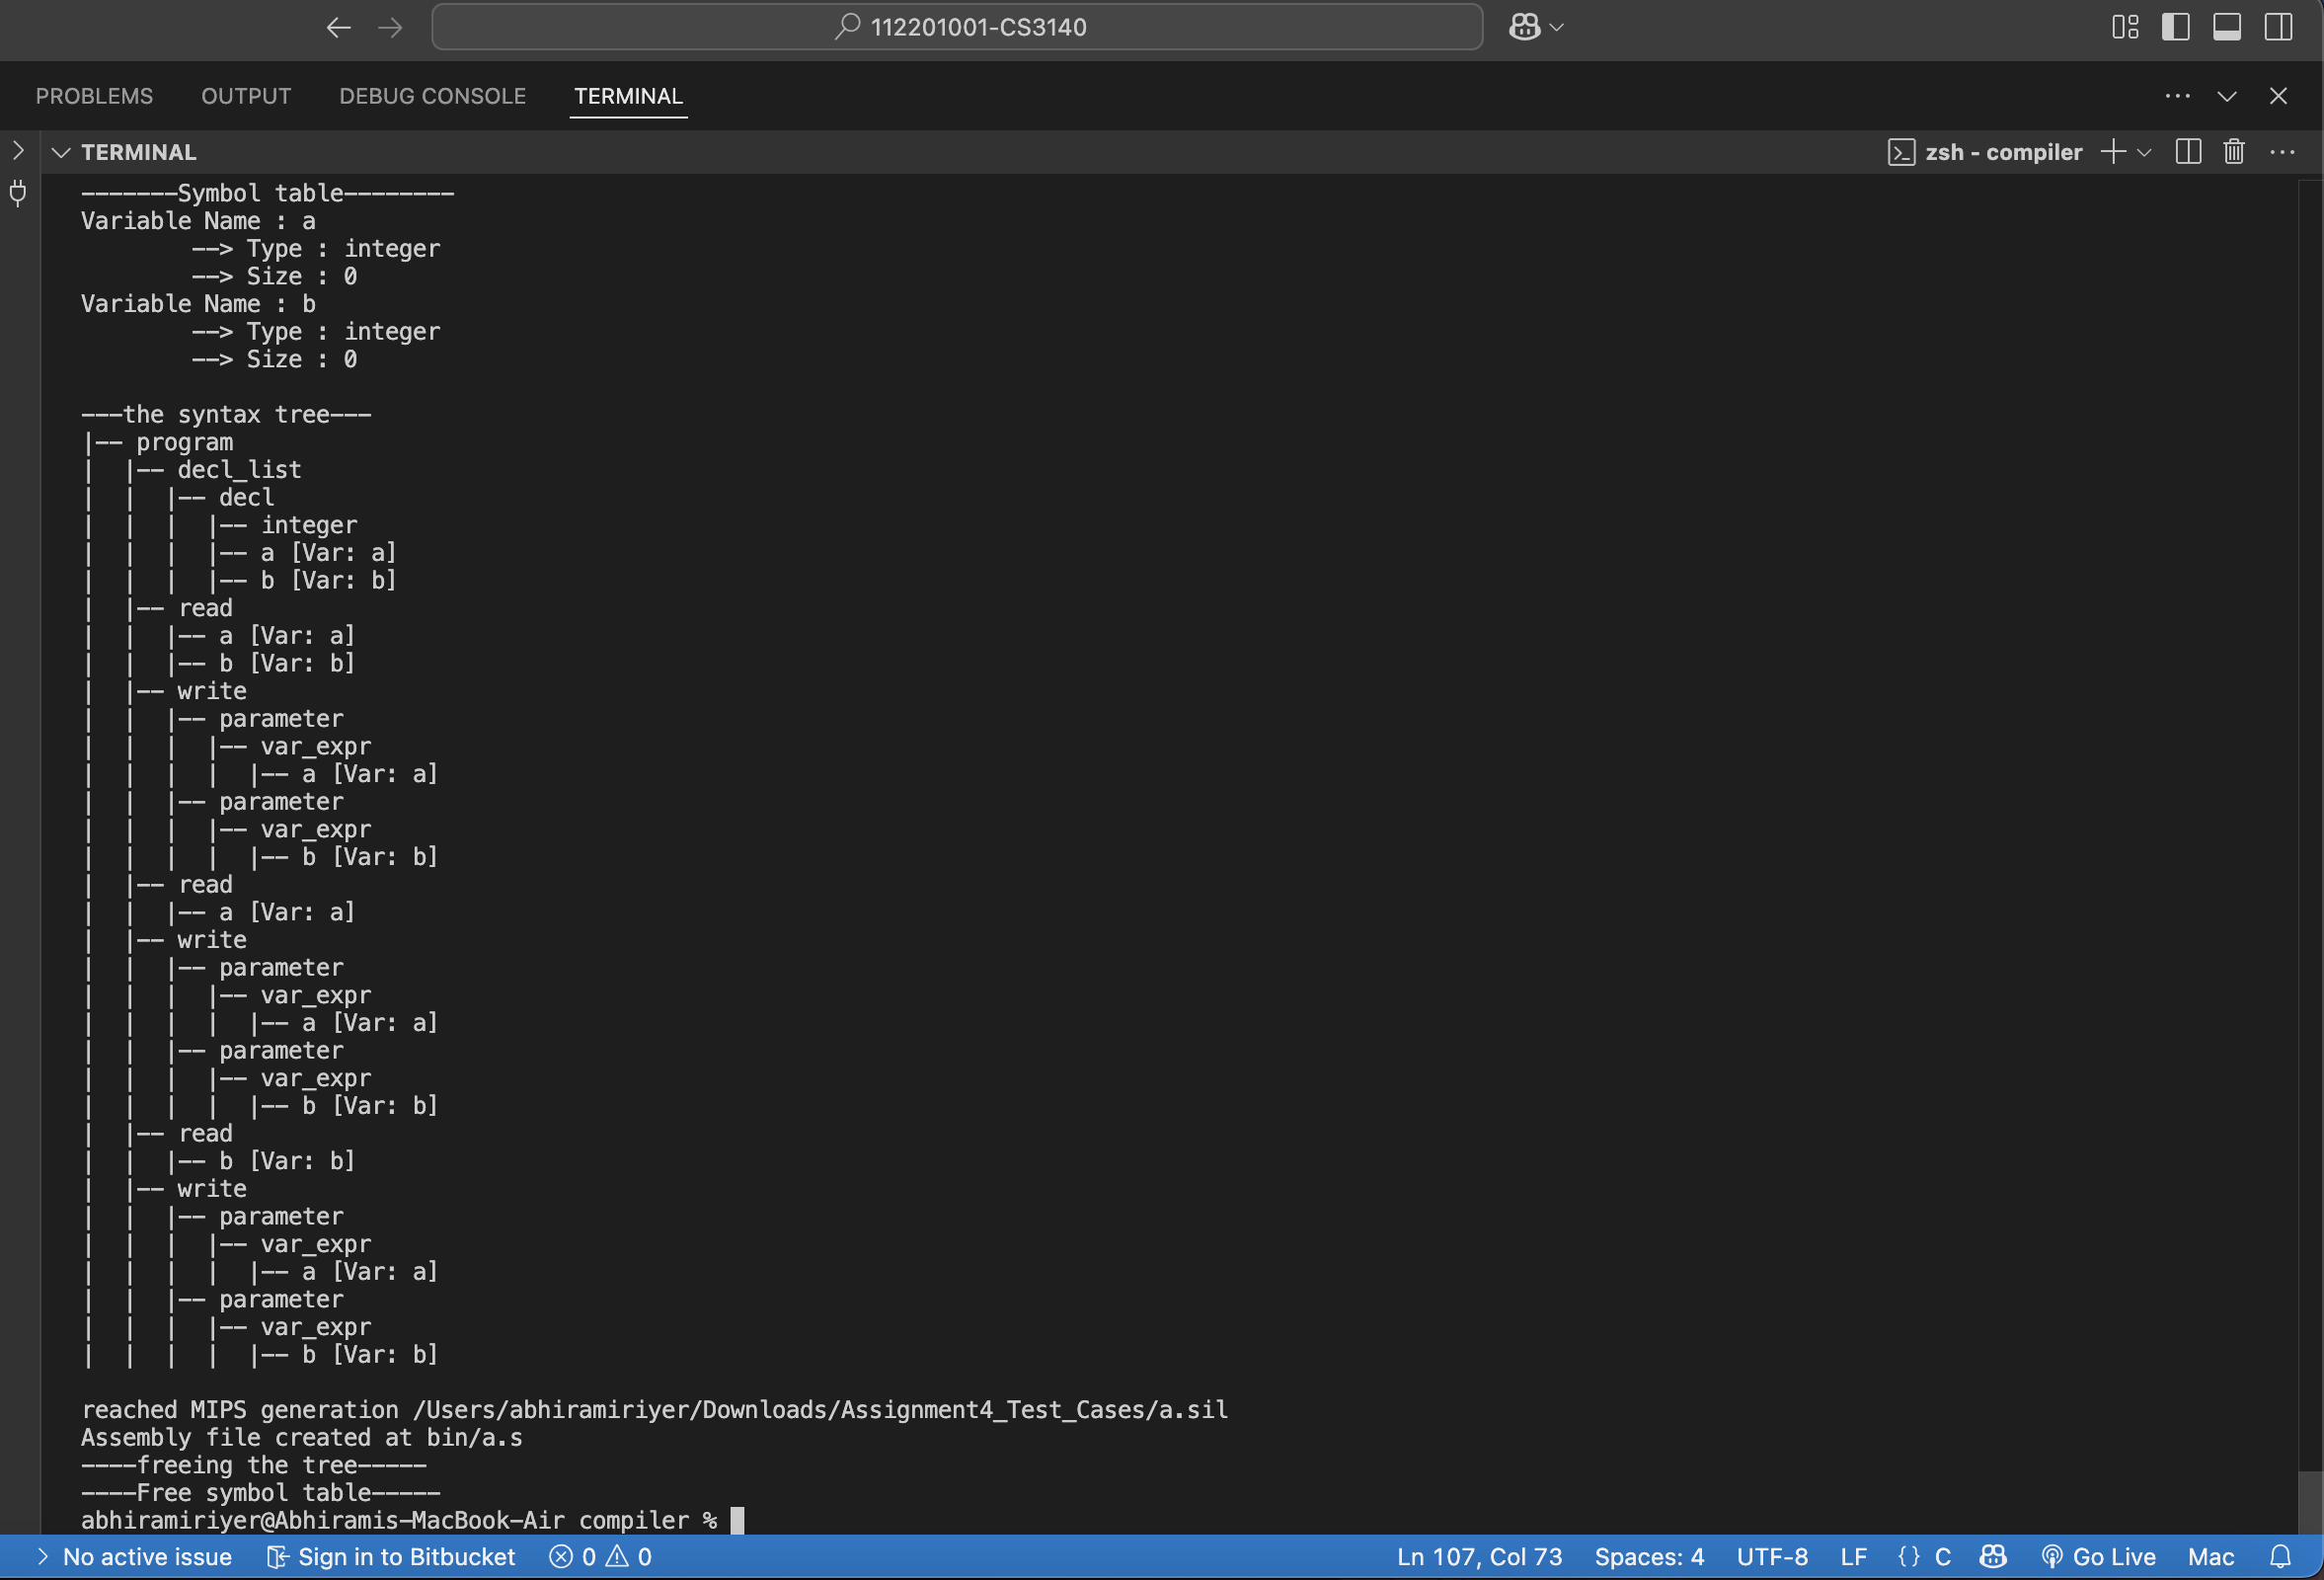 112201001-CS3140
PROBLEMS OUTPUT DEBUG CONSOLE TERMINAL
TERMINAL zsh - compiler
-------Symbol table--------
Variable Name : a
        --> Type : integer
        --> Size : 0
Variable Name : b
        --> Type : integer
        --> Size : 0
---the syntax tree---
|-- program
|  |-- decl_list
|  |  |-- decl
|  |  |  |-- integer
|  |  |  |-- a [Var: a]
|  |  |  |-- b [Var: b]
|  |-- read
|  |  |-- a [Var: a]
|  |  |-- b [Var: b]
|  |-- write
|  |  |-- parameter
|  |  |  |-- var_expr
|  |  |  |  |-- a [Var: a]
|  |  |-- parameter
|  |  |  |-- var_expr
|  |  |  |  |-- b [Var: b]
|  |-- read
|  |  |-- a [Var: a]
|  |-- write
|  |  |-- parameter
|  |  |  |-- var_expr
|  |  |  |  |-- a [Var: a]
|  |  |-- parameter
|  |  |  |-- var_expr
|  |  |  |  |-- b [Var: b]
|  |-- read
|  |  |-- b [Var: b]
|  |-- write
|  |  |-- parameter
|  |  |  |-- var_expr
|  |  |  |  |-- a [Var: a]
|  |  |-- parameter
|  |  |  |-- var_expr
|  |  |  |  |-- b [Var: b]
reached MIPS generation /Users/abhiramiriyer/Downloads/Assignment4_Test_Cases/a.sil
Assembly file created at bin/a.s
----freeing the tree-----
----Free symbol table-----
abhiramiriyer@Abhiramis-MacBook-Air compiler %
No active issue Sign in to Bitbucket 0 0 Ln 107, Col 73 Spaces: 4 UTF-8 LF {} C Go Live Mac